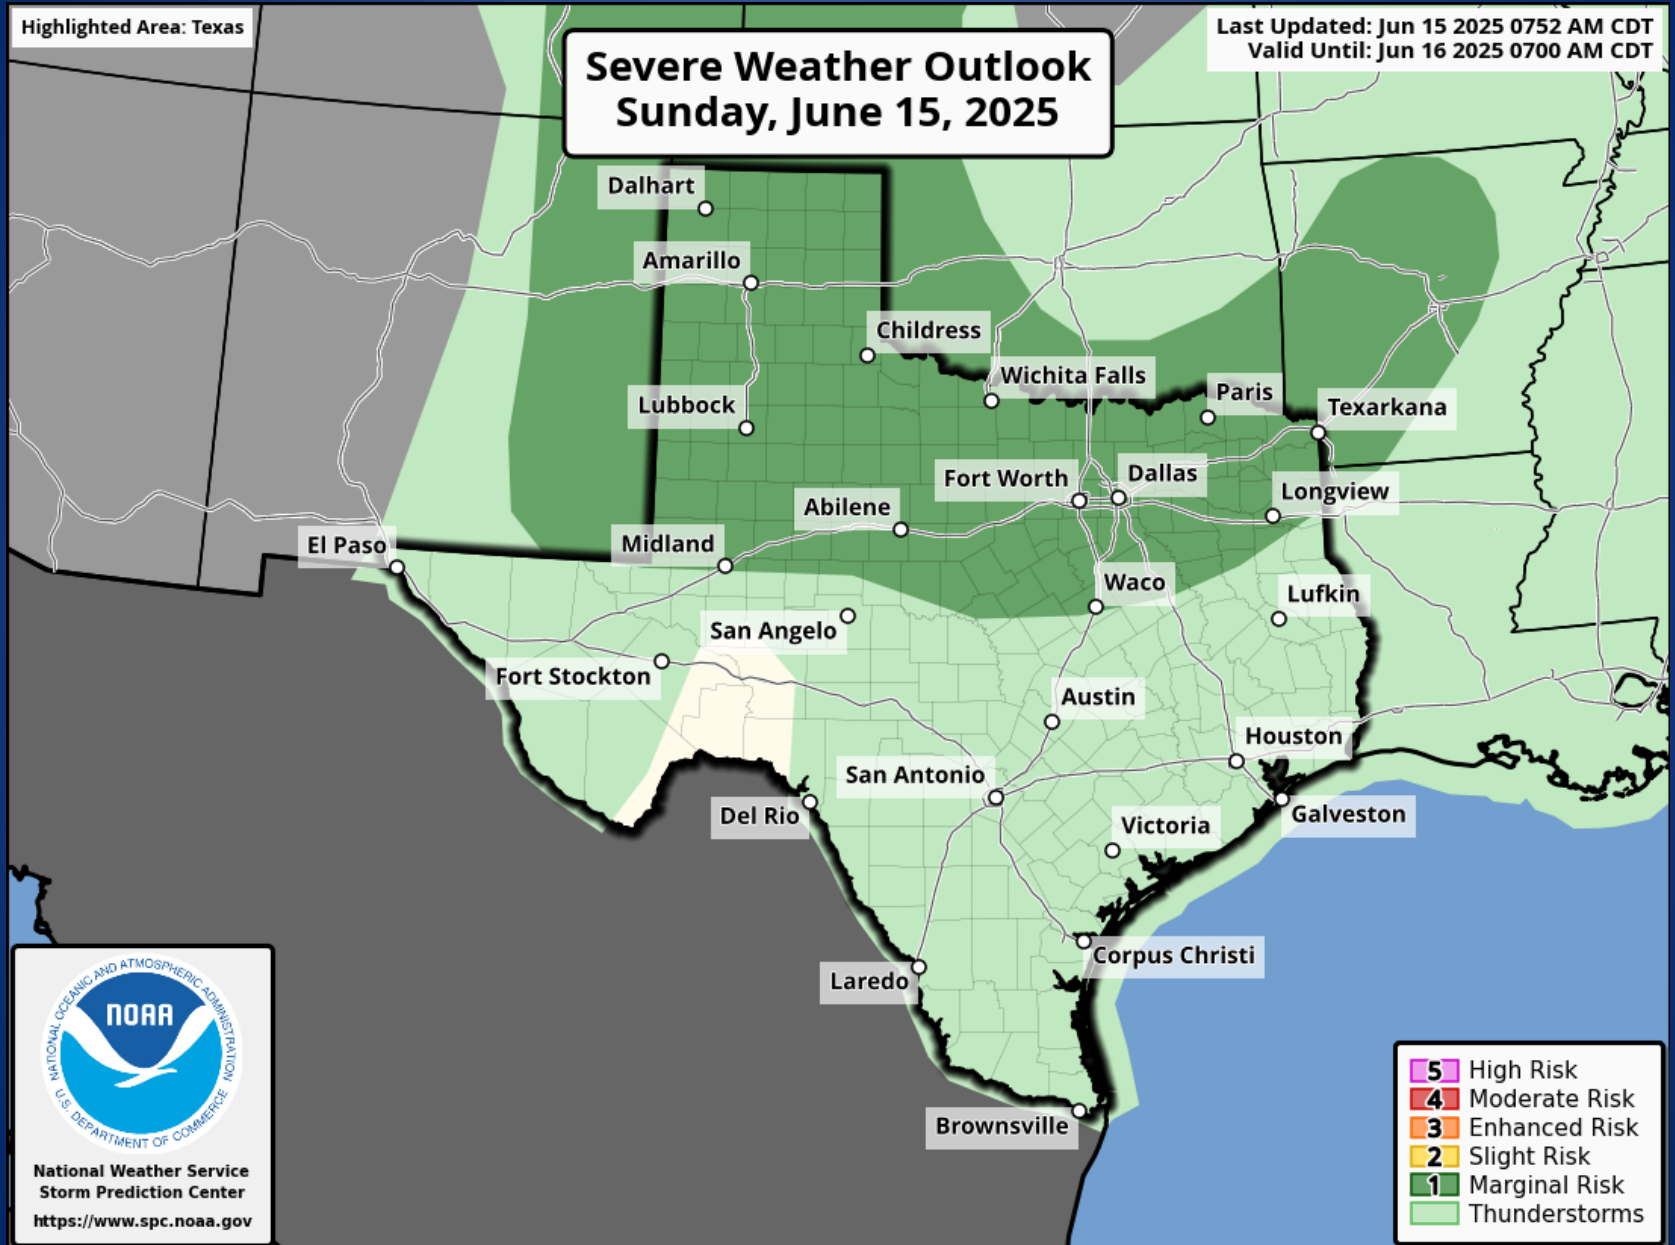 Highlighted Area: Texas
Severe Weather Outlook
Sunday, June 15, 2025
Last Updated: Jun 15 2025 0752 AM CDT
Valid Until: Jun 16 2025 0700 AM CDT
Dalhart
Amarillo
Childress
Wichita Falls
Paris
Texarkana
Lubbock
Fort Worth
Dallas
Longview
Abilene
El Paso
Midland
Waco
Lufkin
San Angelo
Fort Stockton
Austin
Houston
San Antonio
Del Rio
Galveston
Victoria
Corpus Christi
Laredo
Brownsville
NATIONAL OCEANIC AND ATMOSPHERIC ADMINISTRATION
NOAA
U.S. DEPARTMENT OF COMMERCE
National Weather Service
Storm Prediction Center
https://www.spc.noaa.gov
5 High Risk
4 Moderate Risk
3 Enhanced Risk
2 Slight Risk
1 Marginal Risk
Thunderstorms